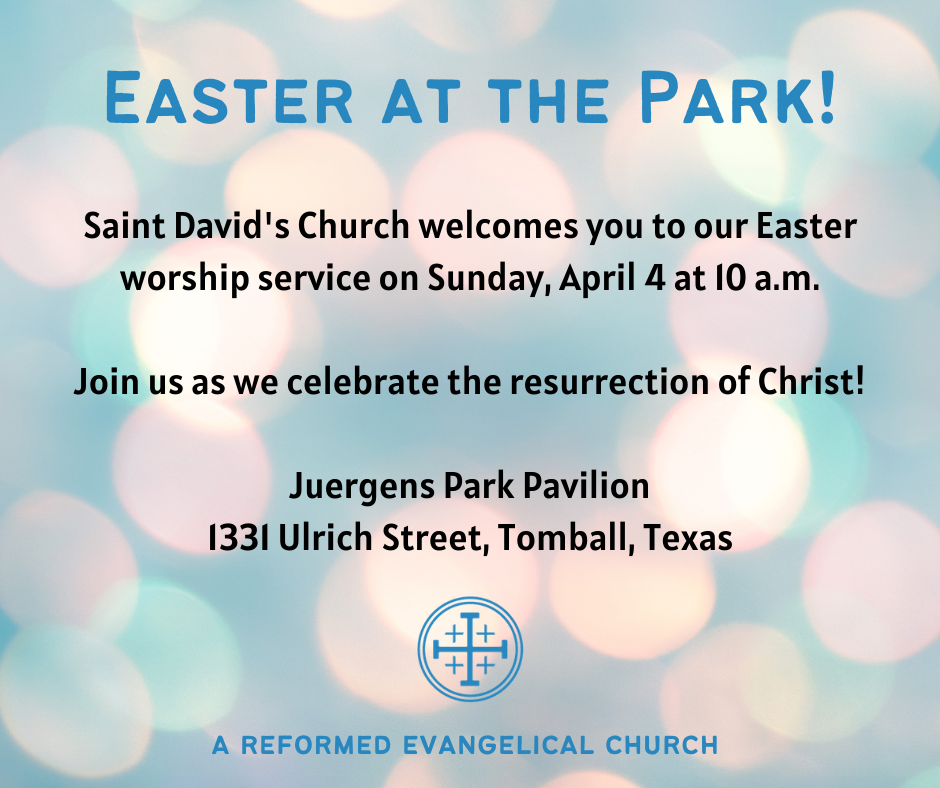 Easter at the Park!
Saint David's Church welcomes you to our Easter
worship service on Sunday, April 4 at 10 a.m.
Join us as we celebrate the resurrection of Christ!
Juergens Park Pavilion
1331 Ulrich Street, Tomball, Texas
A REFORMED EVANGELICAL CHURCH